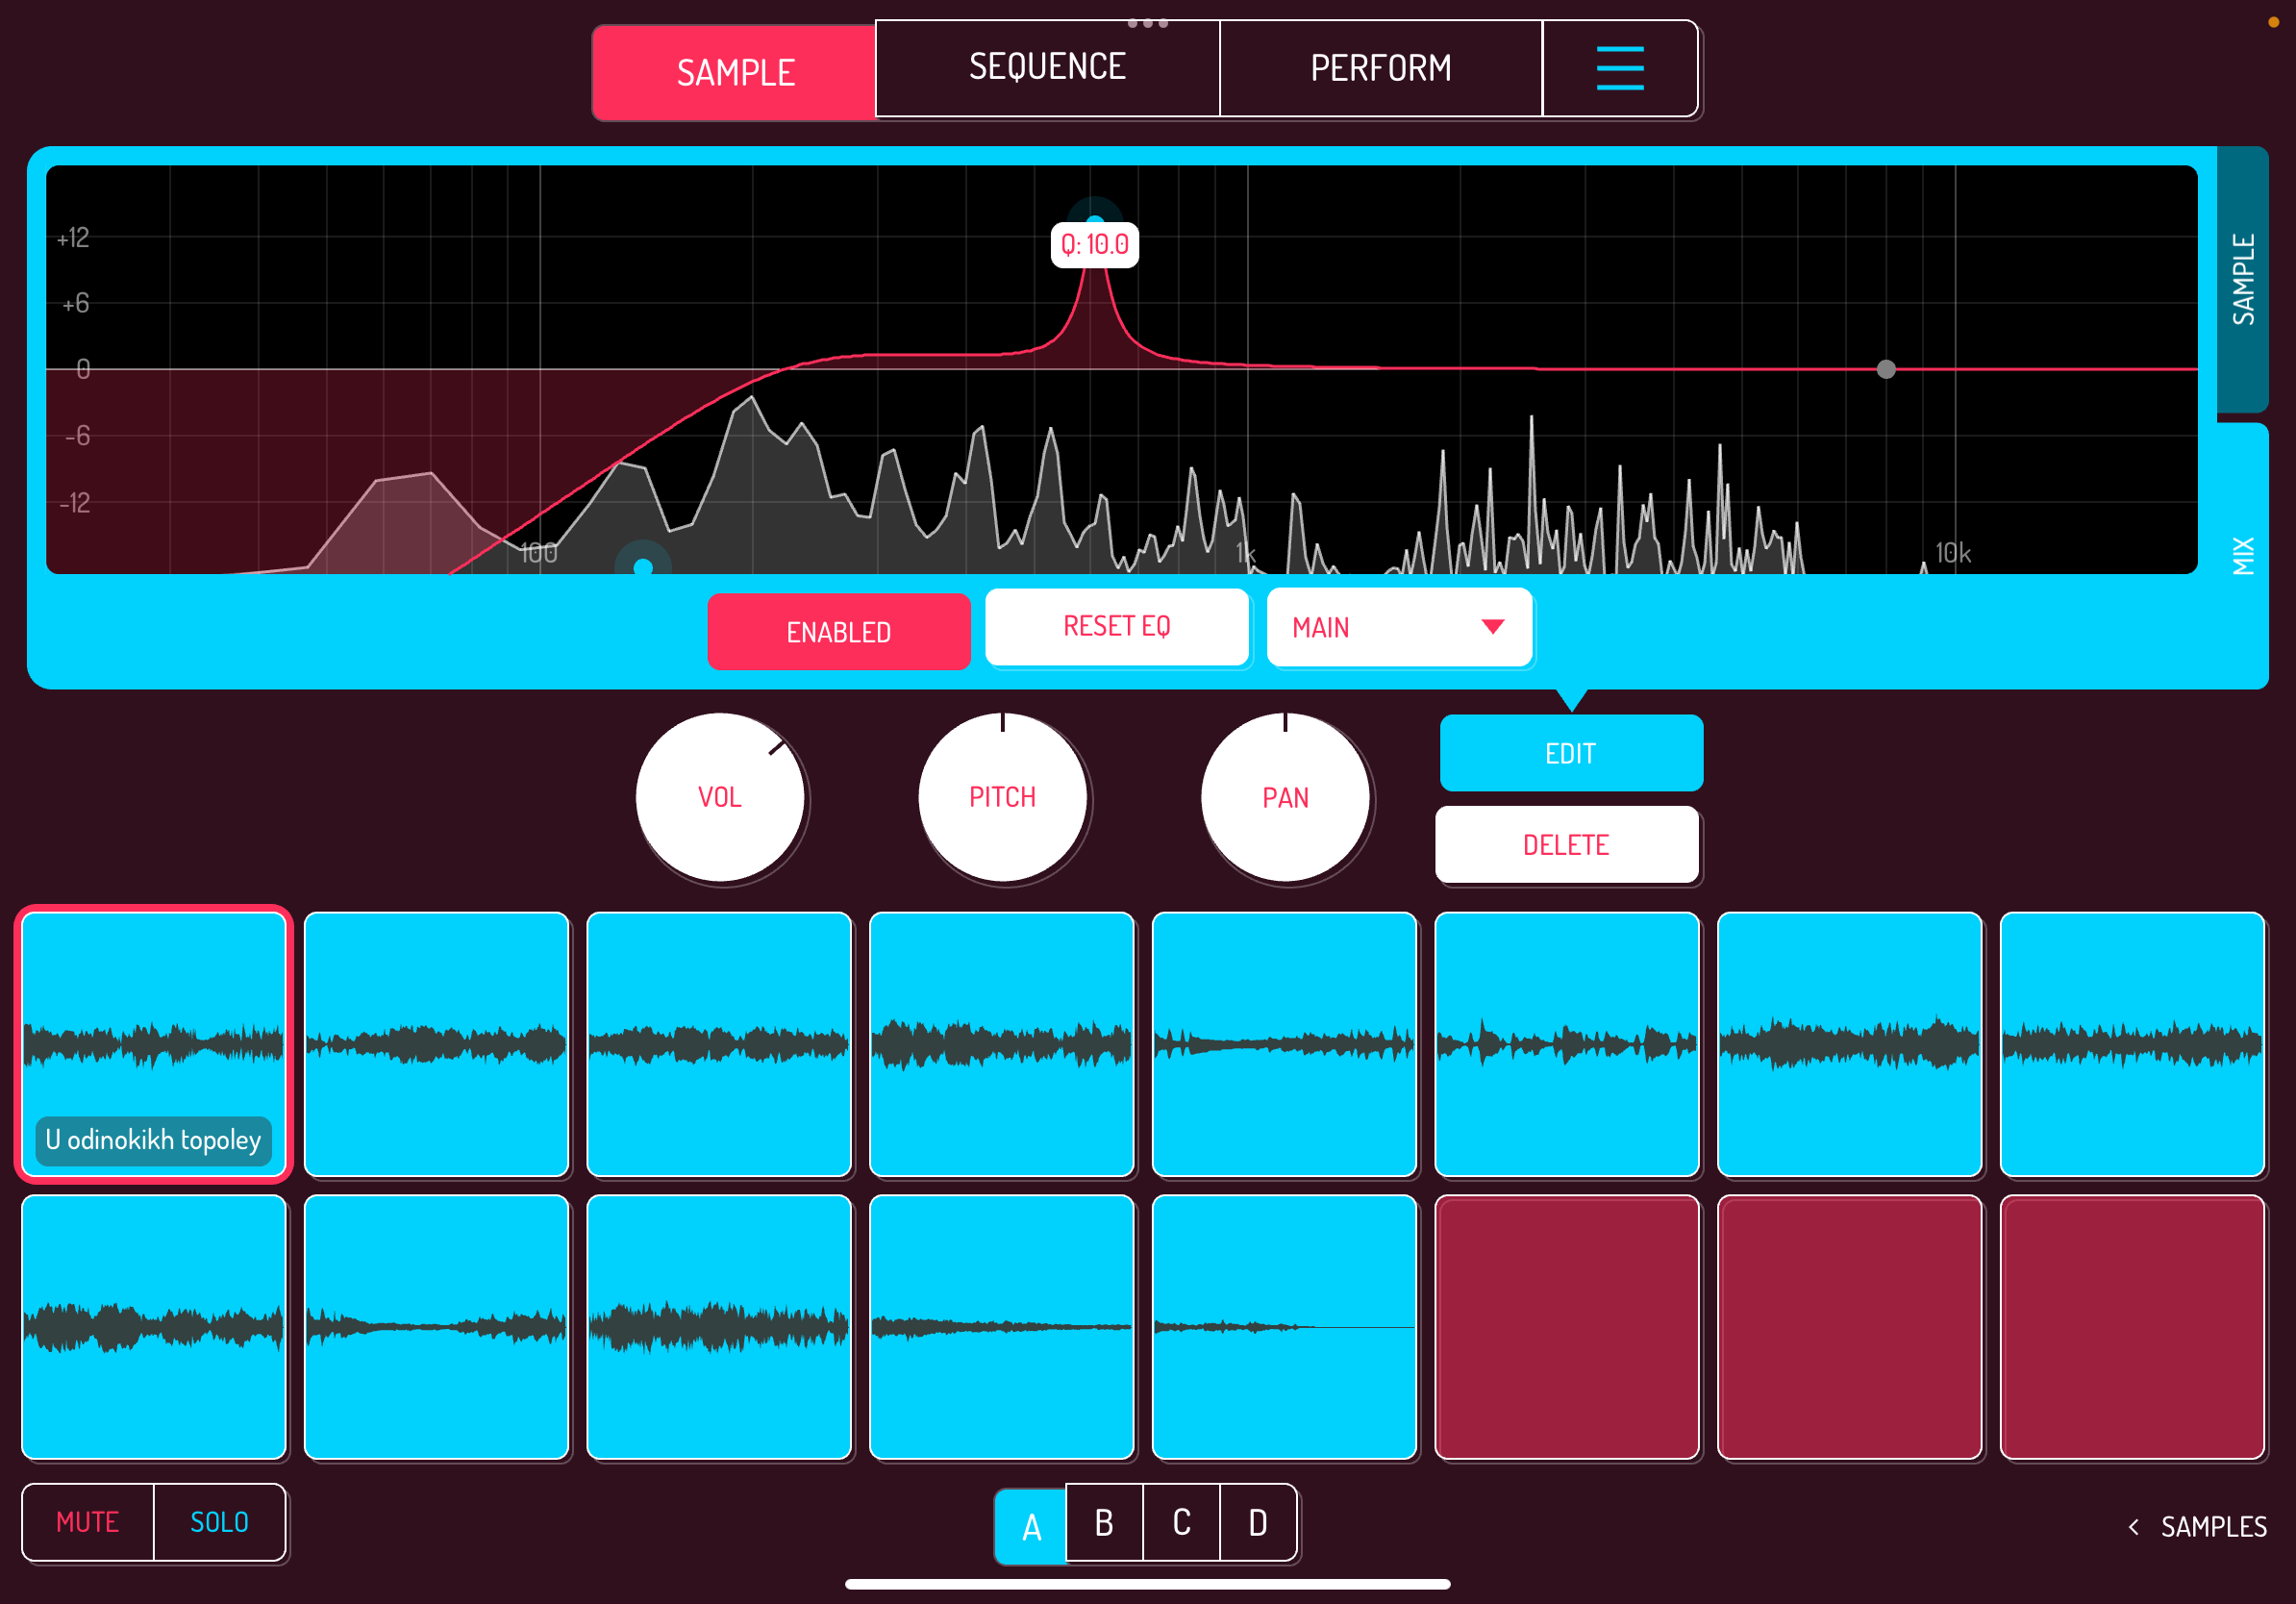 SAMPLE
SEQUENCE
PERFORM
+12
+6
0
-6
-12
Q: 10.0
100
1k
10k
SAMPLE
MIX
ENABLED
RESET EQ
MAIN
VOL
PITCH
PAN
EDIT
DELETE
U odinokikh topoley
MUTE
SOLO
A
B
C
D
< SAMPLES